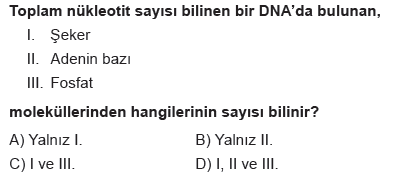 Toplam nükleotit sayısı bilinen bir DNA'da bulunan,
I. Şeker
II. Adenin bazı
III. Fosfat
moleküllerinden hangilerinin sayısı bilinir?
A) Yalnız I. B) Yalnız II.
C) I ve III. D) I, II ve III.